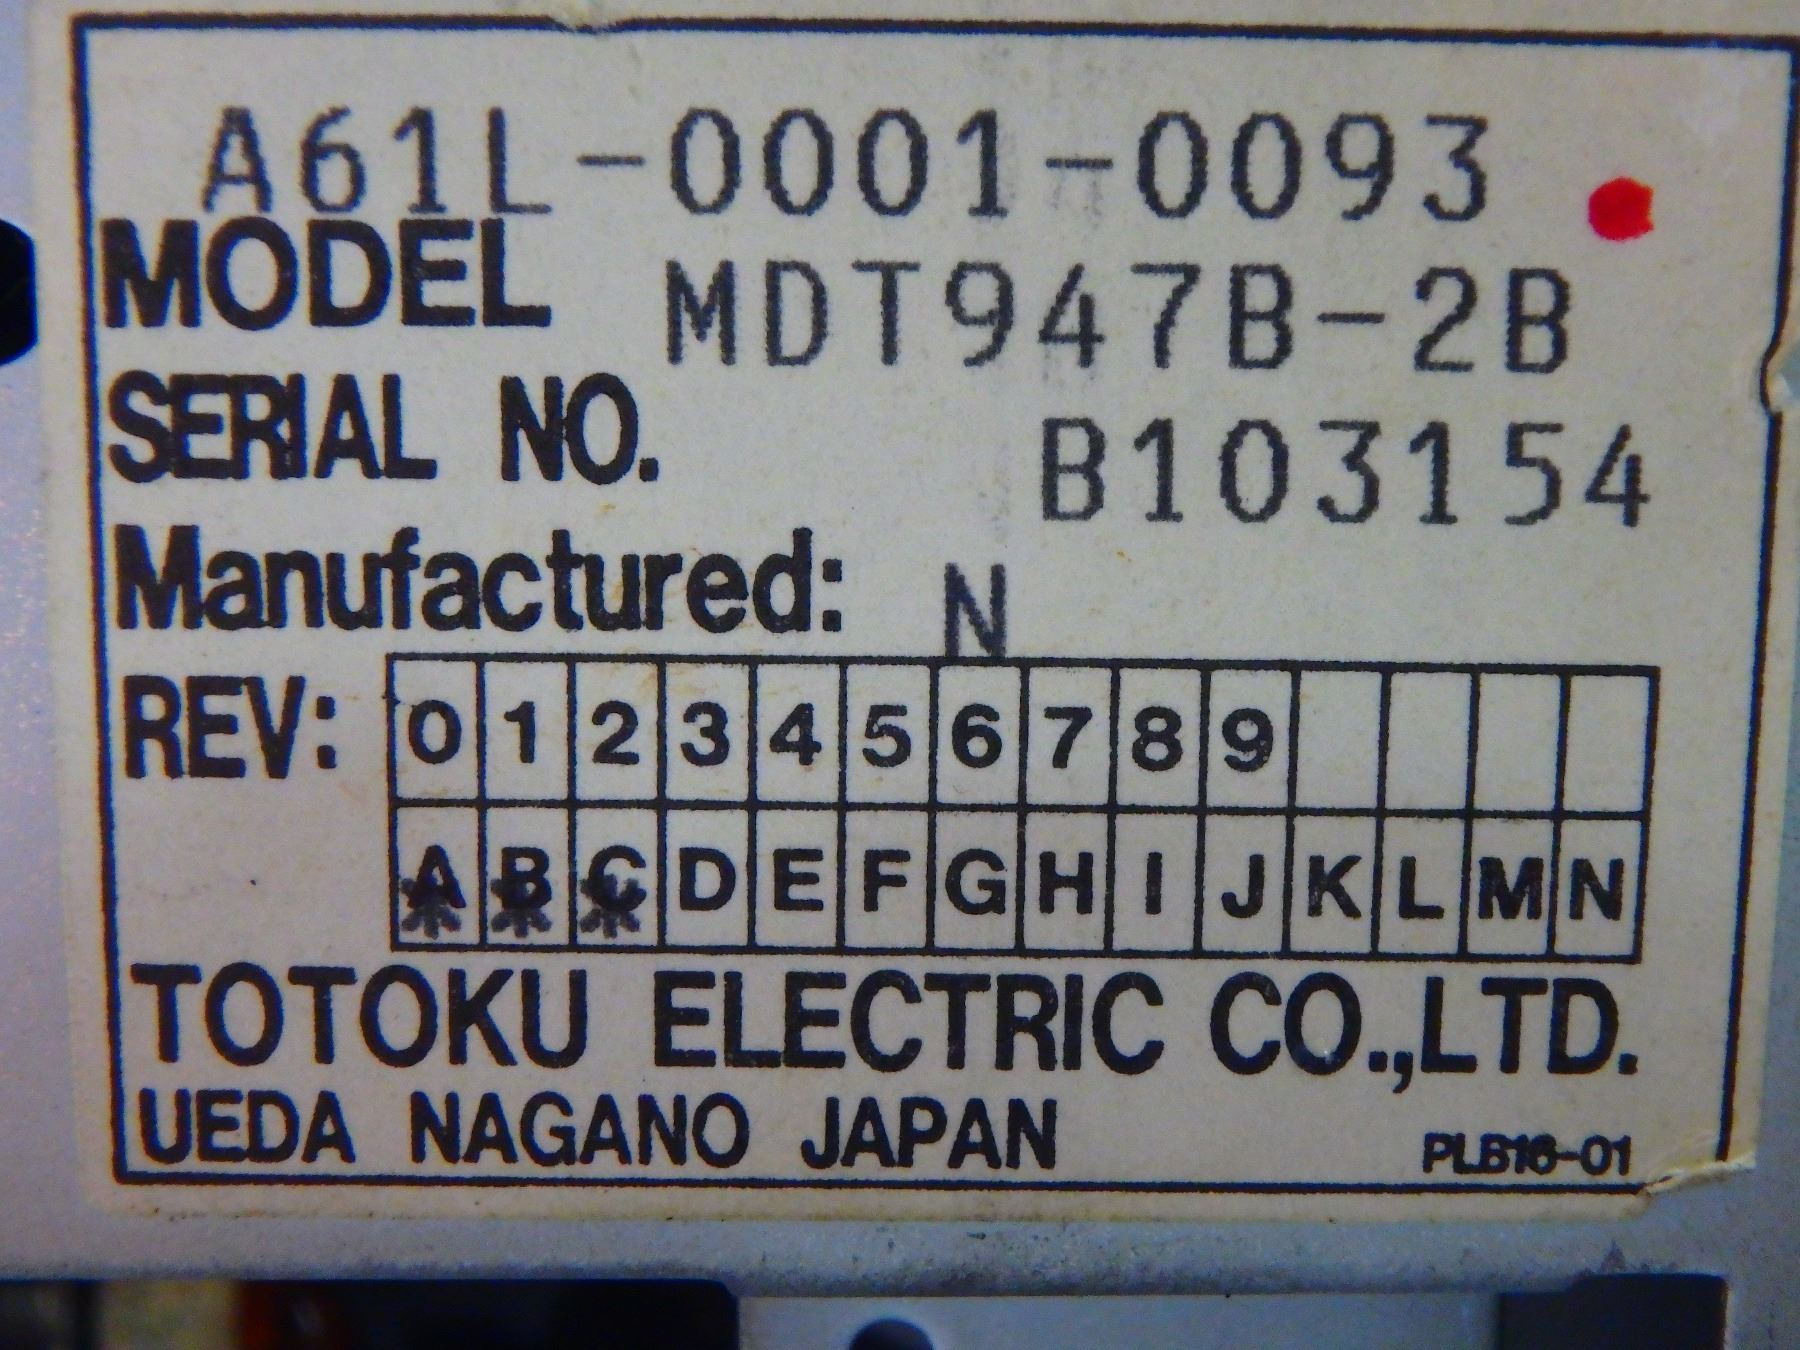 A61L-0001-0093
MODEL MDT947B-2B
SERIAL NO. B103154
Manufactured: N
REV: 0 1 2 3 4 5 6 7 8 9
A B C D E F G H I J K L M N
* * *
TOTOKU ELECTRIC CO.,LTD.
UEDA NAGANO JAPAN PLB16-01